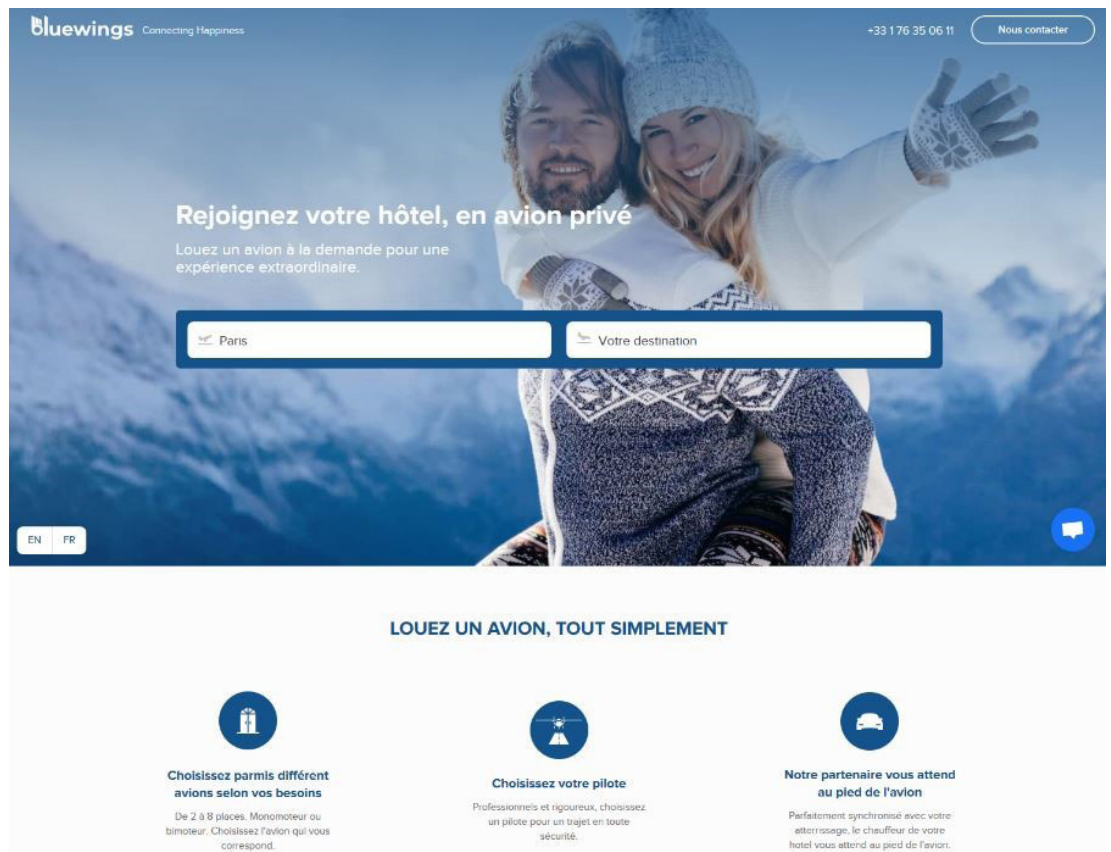 bluewings Connecting Happiness
+33 1 76 35 06 11
Nous contacter
Rejoignez votre hôtel, en avion privé
Louez un avion à la demande pour une
expérience extraordinaire.
Paris
Votre destination
EN FR
LOUEZ UN AVION, TOUT SIMPLEMENT
Choisissez parmis différent
avions selon vos besoins
De 2 à 8 places. Monomoteur ou
bimoteur. Choisissez l'avion qui vous
correspond.
Choisissez votre pilote
Professionnels et rigoureux, choisissez
un pilote pour un trajet en toute
sécurité.
Notre partenaire vous attend
au pied de l'avion
Parfaitement synchronisé avec votre
atterrissage, le chauffeur de votre
hotel vous attend au pied de l'avion.